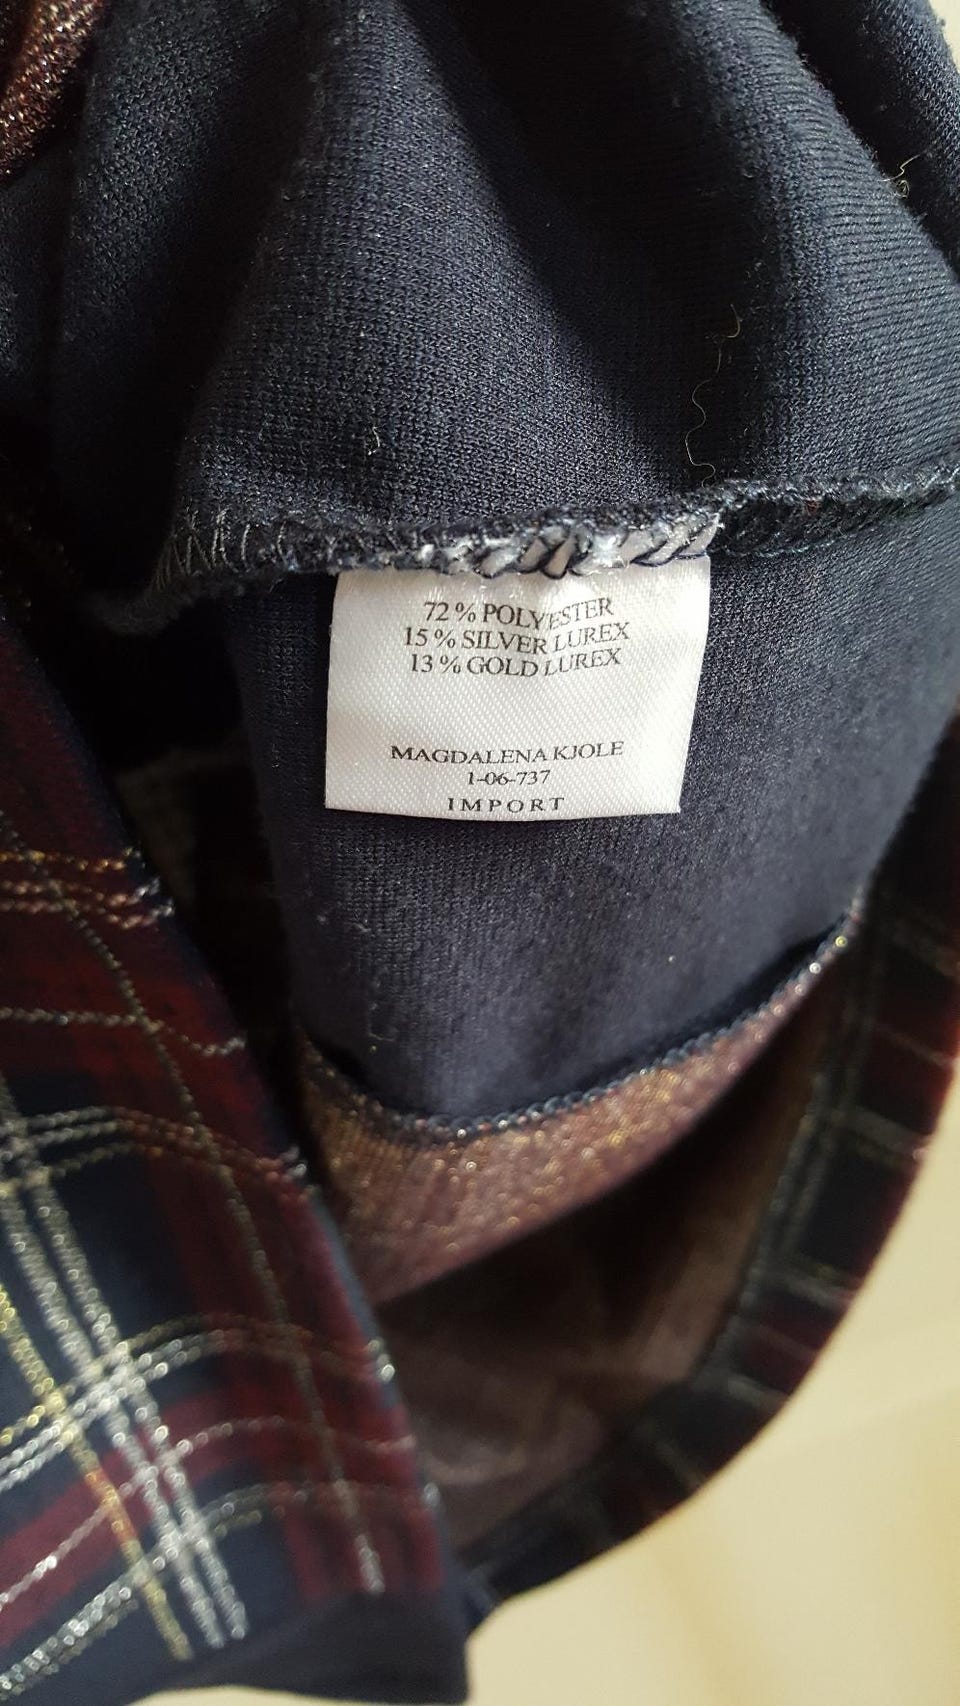 72 % POLYESTER
15 % SILVER LUREX
13 % GOLD LUREX
MAGDALENA KJOLE
1-06-737
IMPORT